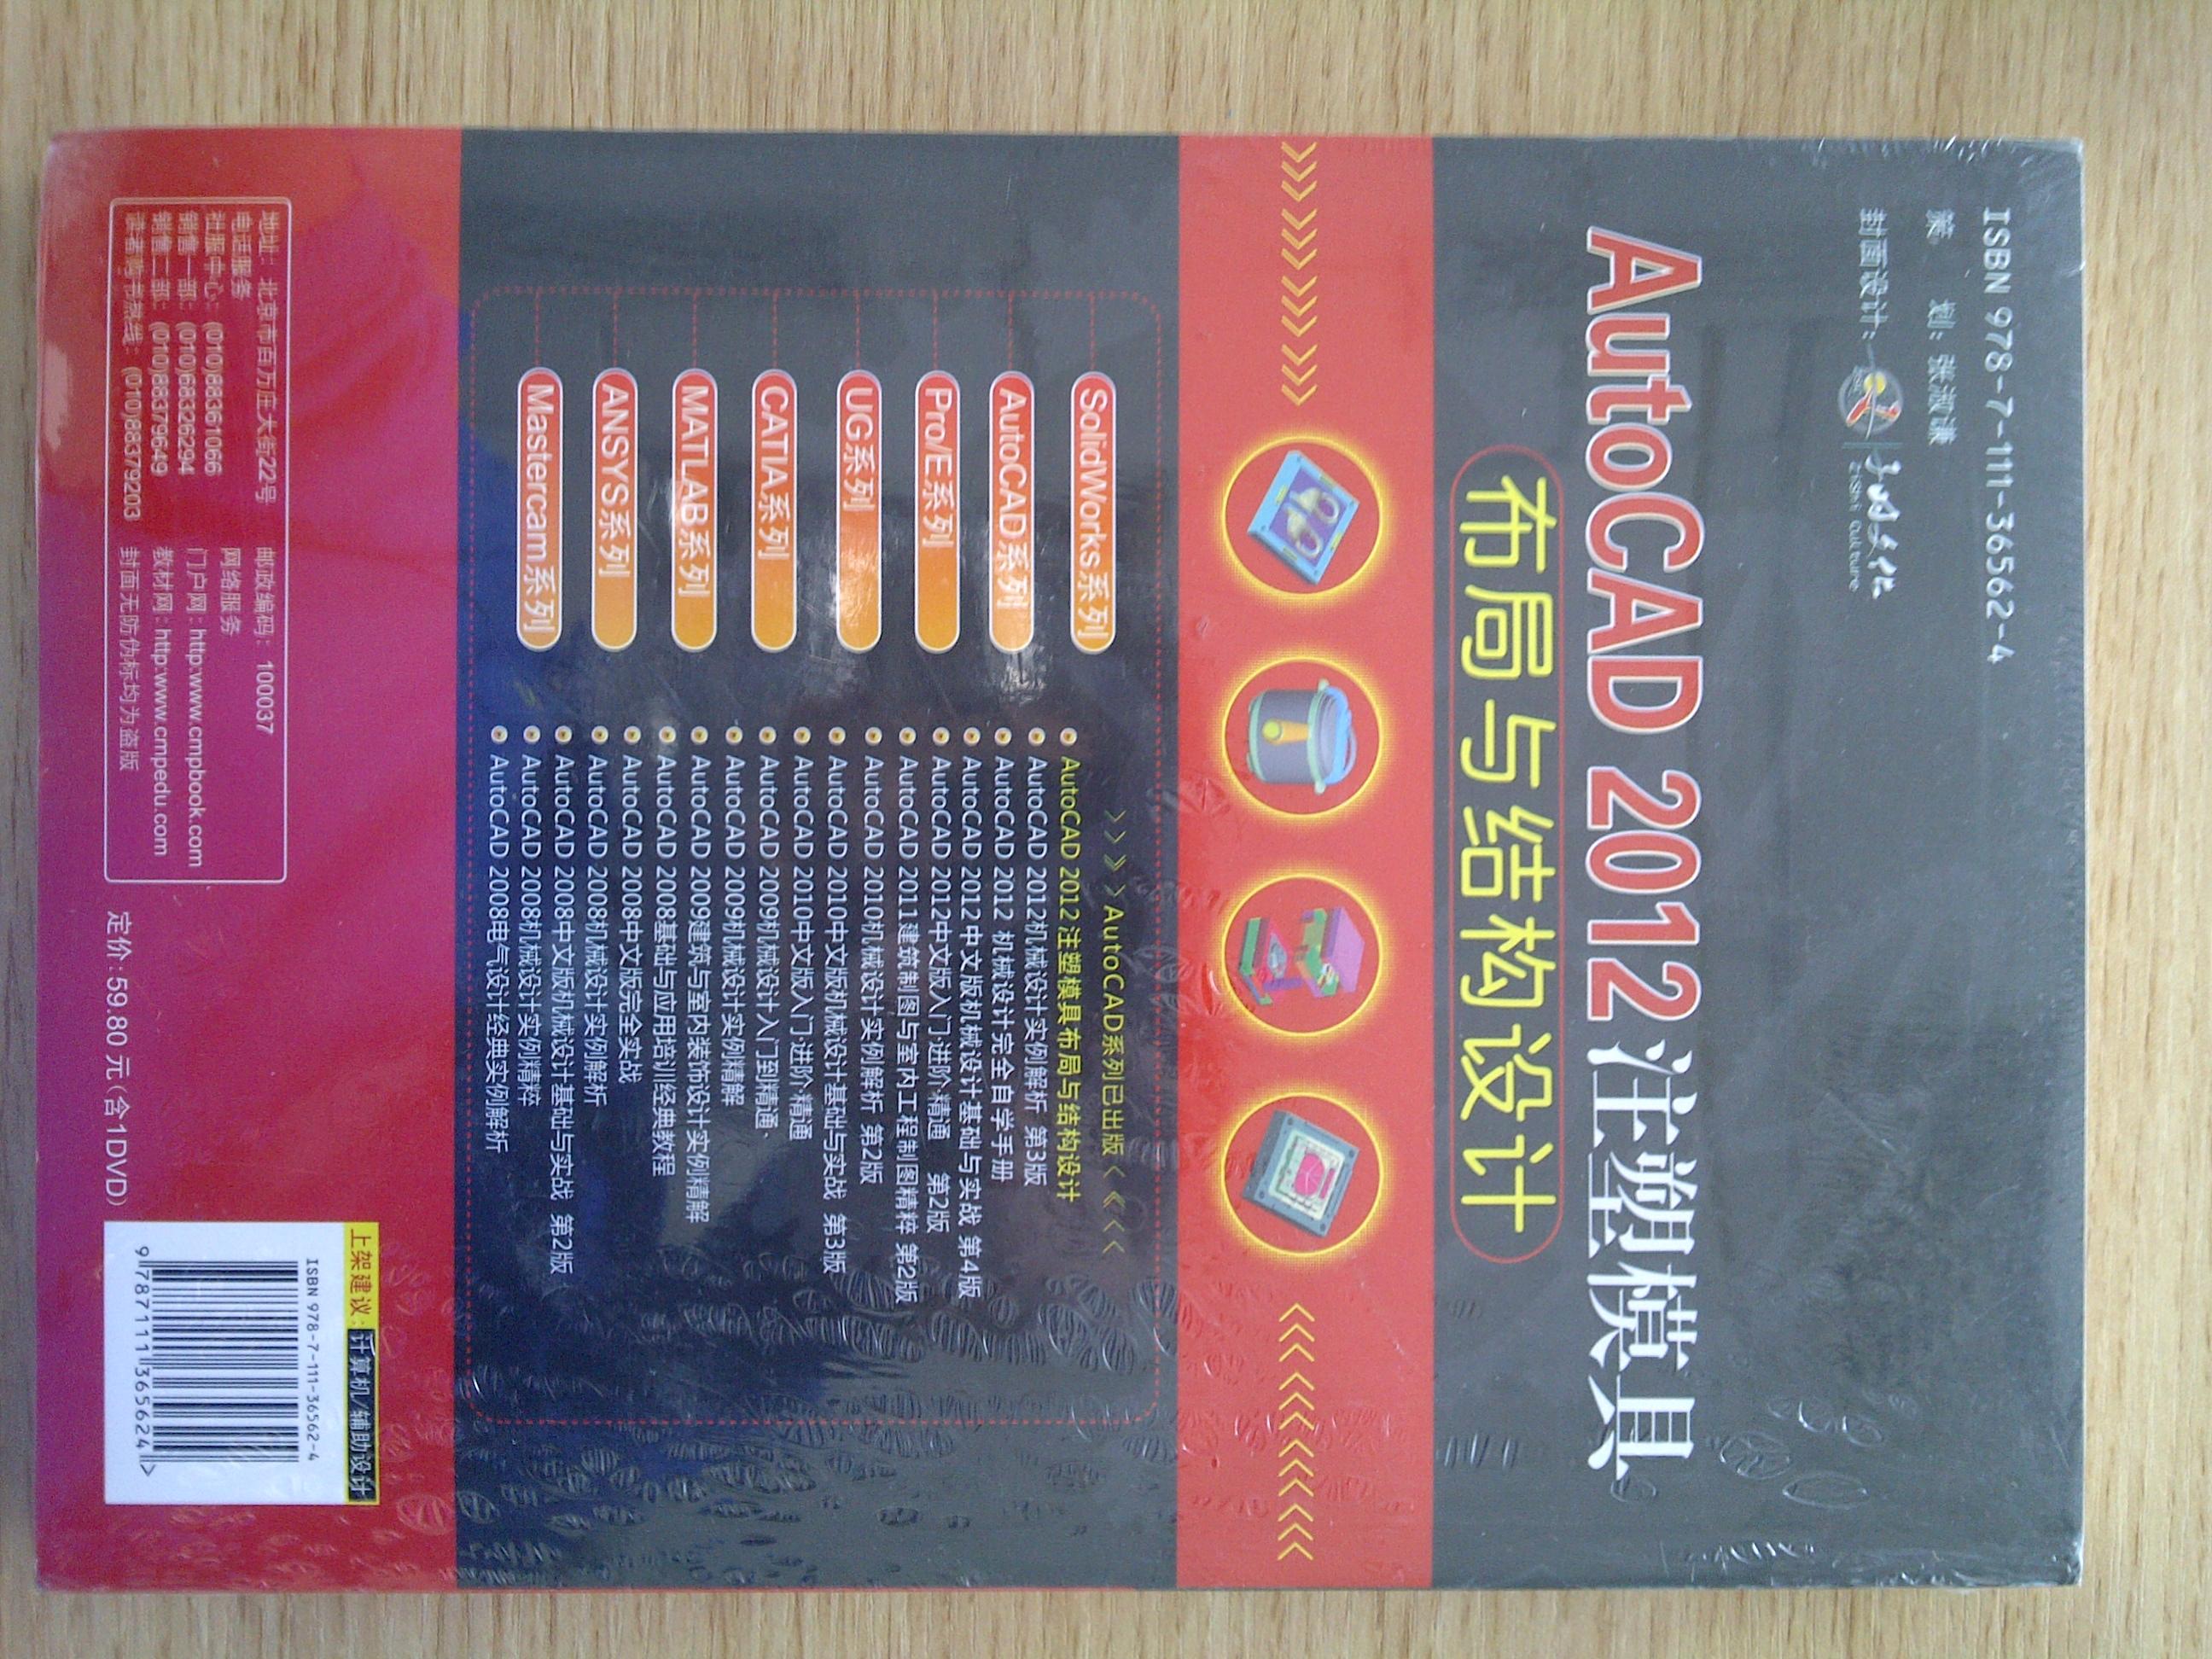 ISBN 978-7-111-36562-4
策 划：张淑谦
封面设计：
子时文化
ZiShi Culture
AutoCAD 2012 注塑模具
布局与结构设计
SolidWorks系列
AutoCAD系列
Pro/E系列
UG系列
CATIA系列
MATLAB系列
ANSYS系列
Mastercam系列
>>>>AutoCAD系列已出版<<<<
AutoCAD 2012 注塑模具布局与结构设计
AutoCAD 2012机械设计实例解析 第3版
AutoCAD 2012 机械设计完全自学手册
AutoCAD 2012 中文版机械设计基础与实战 第4版
AutoCAD 2012中文版入门·进阶·精通 第2版
AutoCAD 2011建筑制图与室内工程制图精粹 第2版
AutoCAD 2010机械设计实例解析 第2版
AutoCAD 2010中文版机械设计基础与实战 第3版
AutoCAD 2010中文版入门·进阶·精通
AutoCAD 2009机械设计入门到精通
AutoCAD 2009机械设计实例精解
AutoCAD 2009建筑与室内装饰设计实例精解
AutoCAD 2008基础与应用培训经典教程
AutoCAD 2008中文版完全实战
AutoCAD 2008机械设计实例解析
AutoCAD 2008中文版机械设计基础与实战 第2版
AutoCAD 2008机械设计实例精粹
AutoCAD 2008电气设计经典实例解析
地址：北京市百万庄大街22号 邮政编码：100037
电话服务 网络服务
社服中心：(010)88361066 门户网：http:www.cmpbook.com
销售一部：(010)68326294 教材网：http:www.cmpedu.com
销售二部：(010)88379649 封面无防伪标均为盗版
读者购书热线：(010)88379203
上架建议：计算机/辅助设计
ISBN 978-7-111-36562-4
9 787111 365624 >
定价：59.80 元（含1DVD）